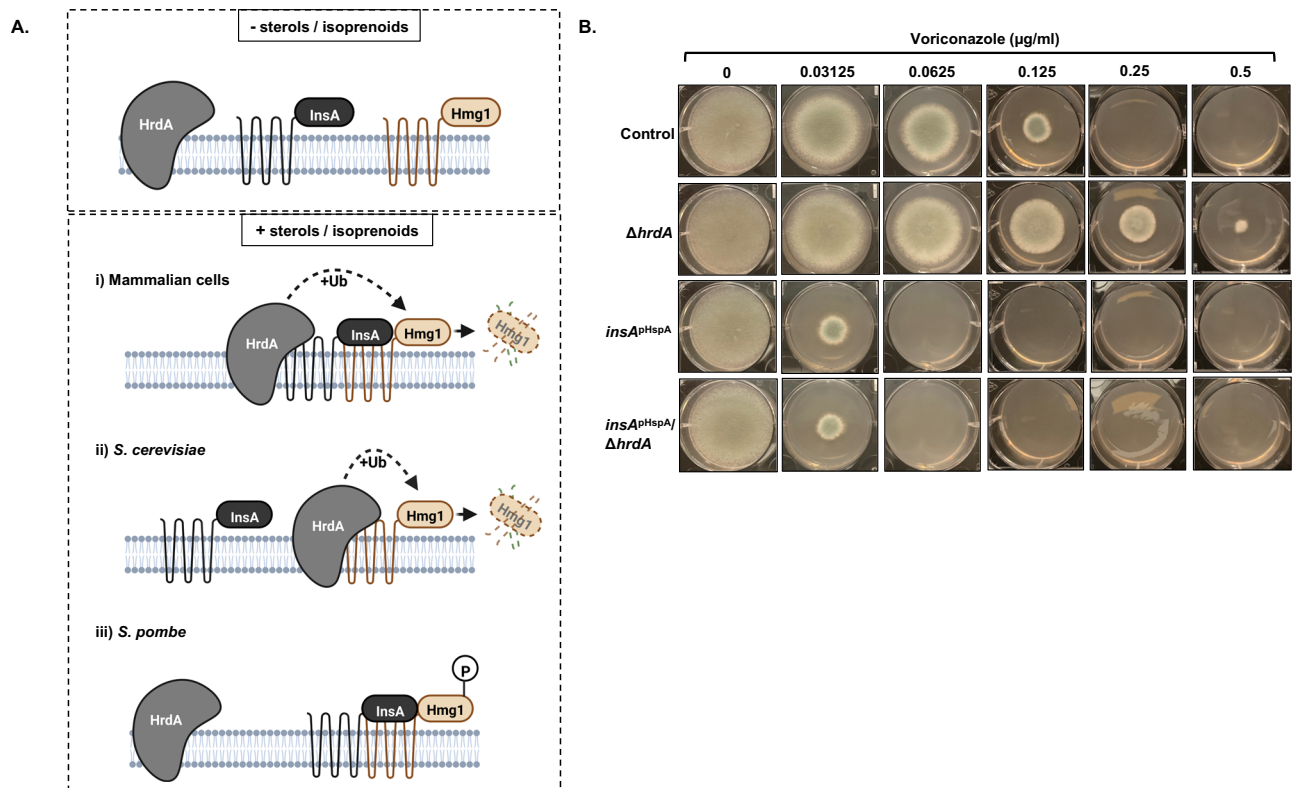 A.
- sterols / isoprenoids
HrdA
InsA
Hmg1
+ sterols / isoprenoids
i) Mammalian cells
+Ub
HrdA
InsA
Hmg1
Hmg1
ii) S. cerevisiae
+Ub
InsA
HrdA
Hmg1
Hmg1
iii) S. pombe
P
HrdA
InsA
Hmg1
B.
Voriconazole (µg/ml)
0 0.03125 0.0625 0.125 0.25 0.5
Control
ΔhrdA
insApHspA
insApHspA/
ΔhrdA